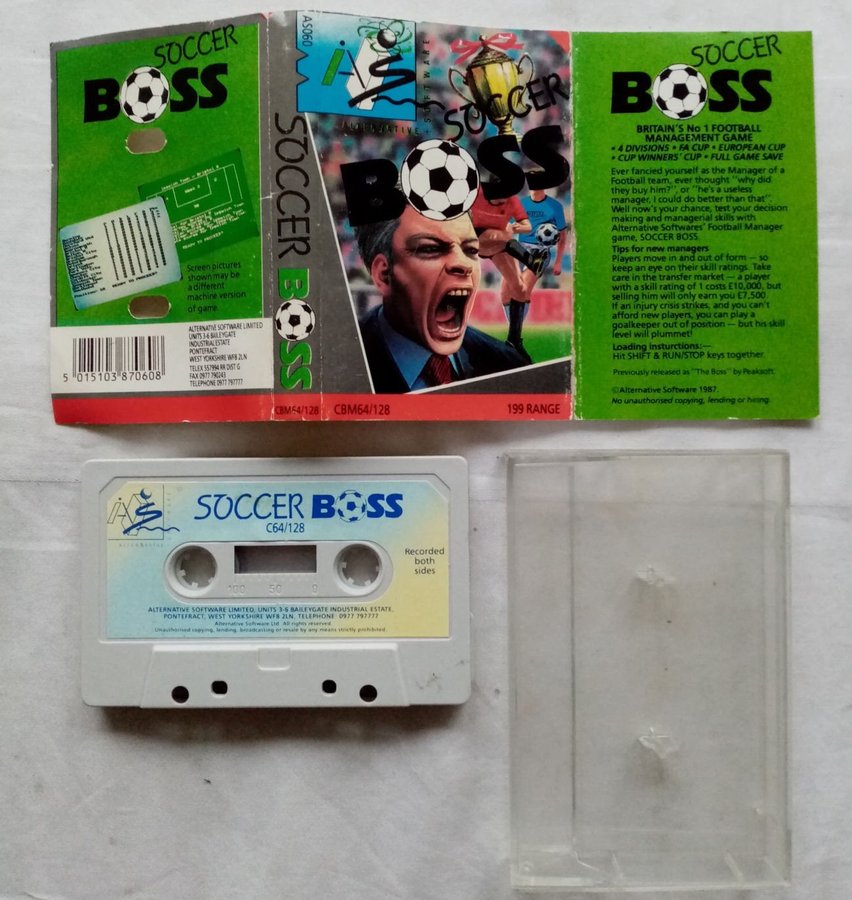 SOCCER
BOSS
Screen pictures
shown may be
a different
machine version
of game.
5 015103 870608
ALTERNATIVE SOFTWARE LIMITED
UNITS 3-6 BAILEYGATE
INDUSTRIAL ESTATE
PONTEFRACT
WEST YORKSHIRE WF8 2LN
TELEX 557994 RR DIST G
FAX 0977 790243
TELEPHONE 0977 797777
AS060
SOCCER BOSS
CBM64/128
ALTERNATIVE SOFTWARE
SOCCER
BOSS
CBM64/128
199 RANGE
SOCCER
BOSS
BRITAIN'S No 1 FOOTBALL
MANAGEMENT GAME
• 4 DIVISIONS • FA CUP • EUROPEAN CUP
• CUP WINNERS' CUP • FULL GAME SAVE
Ever fancied yourself as the Manager of a
Football team, ever thought "why did
they buy him?", or "he's a useless
manager, I could do better than that".
Well now's your chance, test your decision
making and managerial skills with
Alternative Softwares' Football Manager
game, SOCCER BOSS.
Tips for new managers
Players move in and out of form — so
keep an eye on their skill ratings. Take
care in the transfer market — a player
with a skill rating of 1 costs £10,000, but
selling him will only earn you £7,500.
If an injury crisis strikes, and you can't
afford new players, you can play a
goalkeeper out of position — but his skill
level will plummet!
Loading insturctions:—
Hit SHIFT & RUN/STOP keys together.
Previously released as "The Boss" by Peaksoft.
©Alternative Software 1987.
No unauthorised copying, lending or hiring.
SOCCER BOSS
C64/128
Recorded
both
sides
100 50 0
ALTERNATIVE SOFTWARE LIMITED, UNITS 3-6 BAILEYGATE INDUSTRIAL ESTATE,
PONTEFRACT, WEST YORKSHIRE WF8 2LN. TELEPHONE: 0977 797777
Alternative Software Ltd. All rights reserved.
Unauthorised copying, lending, broadcasting or resale by any means strictly prohibited